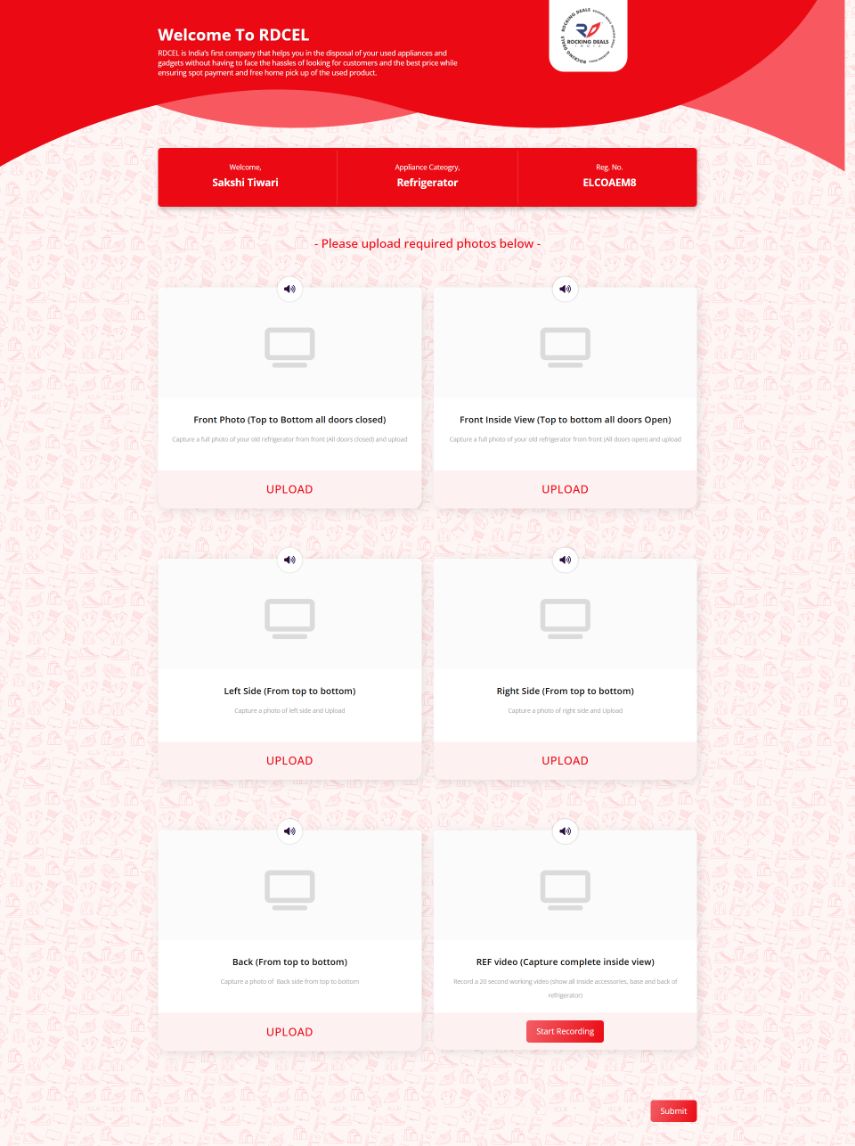 Welcome To RDCEL
RDCEL is India's first company that helps you in the disposal of your used appliances and
gadgets without having to face the hassles of looking for customers and the best price while
ensuring spot payment and free home pick up of the used product.
ROCKING DEALS
INDIA
Welcome,
Sakshi Tiwari
Appliance Cateogry,
Refrigerator
Reg. No.
ELCOAEM8
- Please upload required photos below -
Front Photo (Top to Bottom all doors closed)
Capture a full photo of your old refrigerator from front (All doors closed) and upload
UPLOAD
Front Inside View (Top to bottom all doors Open)
Capture a full photo of your old refrigerator from front (All doors open) and upload
UPLOAD
Left Side (From top to bottom)
Capture a photo of left side and Upload
UPLOAD
Right Side (From top to bottom)
Capture a photo of right side and Upload
UPLOAD
Back (From top to bottom)
Capture a photo of Back side from top to bottom
UPLOAD
REF video (Capture complete inside view)
Record a 20 second working video (show all inside accessories, base and back of
refrigerator)
Start Recording
Submit